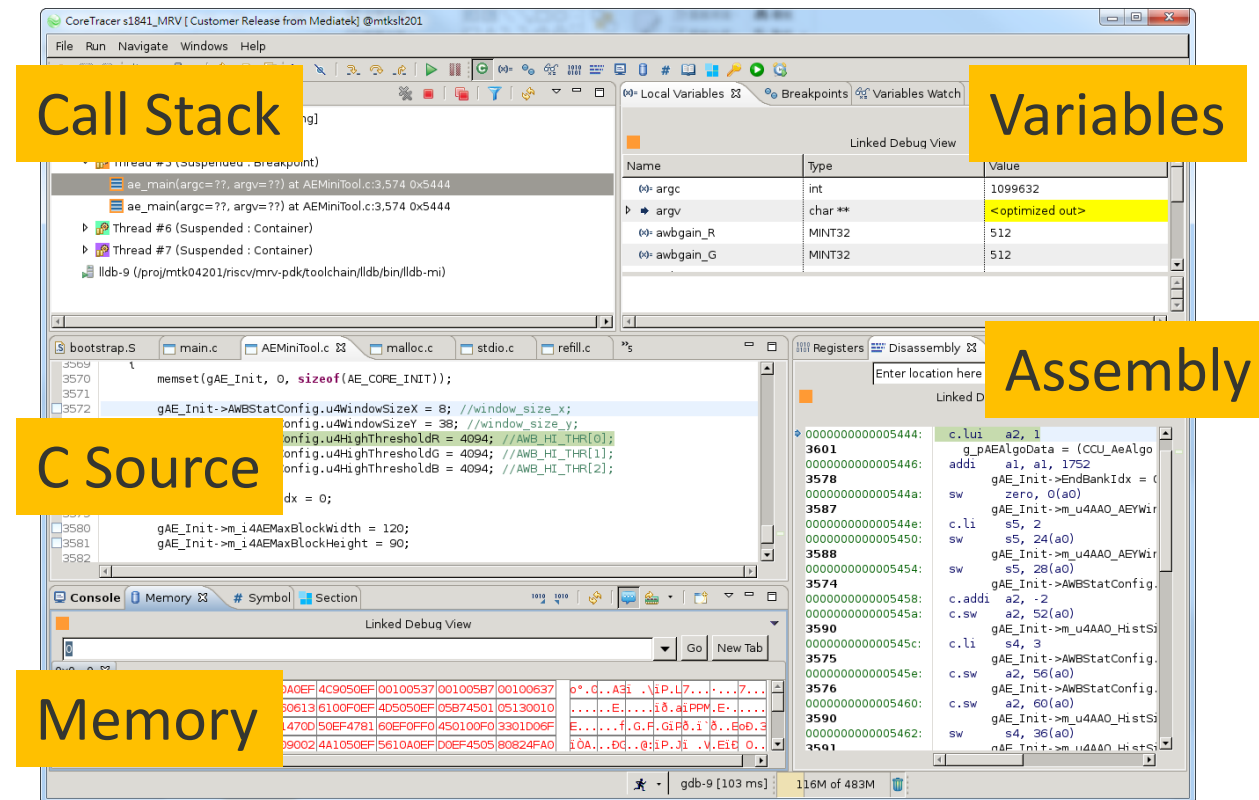 CoreTracer s1841_MRV [ Customer Release from Mediatek] @mtkslt201
File Run Navigate Windows Help
Call Stack
Variables
Local Variables
Breakpoints
Variables Watch
Linked Debug View
Name Type Value
argc int 1099632
argv char ** <optimized out>
awbgain_R MINT32 512
awbgain_G MINT32 512
Thread #5 (Suspended : Breakpoint)
ae_main(argc=??, argv=??) at AEMiniTool.c:3,574 0x5444
ae_main(argc=??, argv=??) at AEMiniTool.c:3,574 0x5444
Thread #6 (Suspended : Container)
Thread #7 (Suspended : Container)
lldb-9 (/proj/mtk04201/riscv/mrv-pdk/toolchain/lldb/bin/lldb-mi)
bootstrap.S main.c AEMiniTool.c malloc.c stdio.c refill.c »5
3569 {
3570 memset(gAE_Init, 0, sizeof(AE_CORE_INIT));
3571
3572 gAE_Init->AWBStatConfig.u4WindowSizeX = 8; //window_size_x;
onfig.u4WindowSizeY = 38; //window_size_y;
onfig.u4HighThresholdR = 4094; //AWB_HI_THR[0];
onfig.u4HighThresholdG = 4094; //AWB_HI_THR[1];
onfig.u4HighThresholdB = 4094; //AWB_HI_THR[2];
C Source
dx = 0;
3580 gAE_Init->m_i4AEMaxBlockWidth = 120;
3581 gAE_Init->m_i4AEMaxBlockHeight = 90;
3582
Registers Disassembly
Assembly
Enter location here
Linked D
0000000000005444: c.lui a2, 1
3601 g_pAEAlgoData = (CCU_AeAlgo
0000000000005446: addi a1, a1, 1752
3578 gAE_Init->EndBankIdx = 0
000000000000544a: sw zero, 0(a0)
3587 gAE_Init->m_u4AAO_AEYWin
000000000000544e: c.li s5, 2
0000000000005450: sw s5, 24(a0)
3588 gAE_Init->m_u4AAO_AEYWin
0000000000005454: sw s5, 28(a0)
3574 gAE_Init->AWBStatConfig.
0000000000005458: c.addi a2, -2
000000000000545a: c.sw a2, 52(a0)
3590 gAE_Init->m_u4AAO_HistSi
000000000000545c: c.li s4, 3
3575 gAE_Init->AWBStatConfig.
000000000000545e: c.sw a2, 56(a0)
3576 gAE_Init->AWBStatConfig.
0000000000005460: c.sw a2, 60(a0)
3590 gAE_Init->m_u4AAO_HistSi
0000000000005462: sw s4, 36(a0)
3591 gAE_Init->m_u4AAO_HistSi
Console Memory Symbol Section
Linked Debug View
0
Go New Tab
Memory
0A0EF 4C9050EF 00100537 001005B7 00100637
60613 6100F0EF 4D5050EF 05B74501 05130010
1470D 50EF4781 60EF0FF0 450100F0 3301D06F
09002 4A1050EF 5610A0EF D0EF4505 80824FA0
gdb-9 [103 ms] 116M of 483M